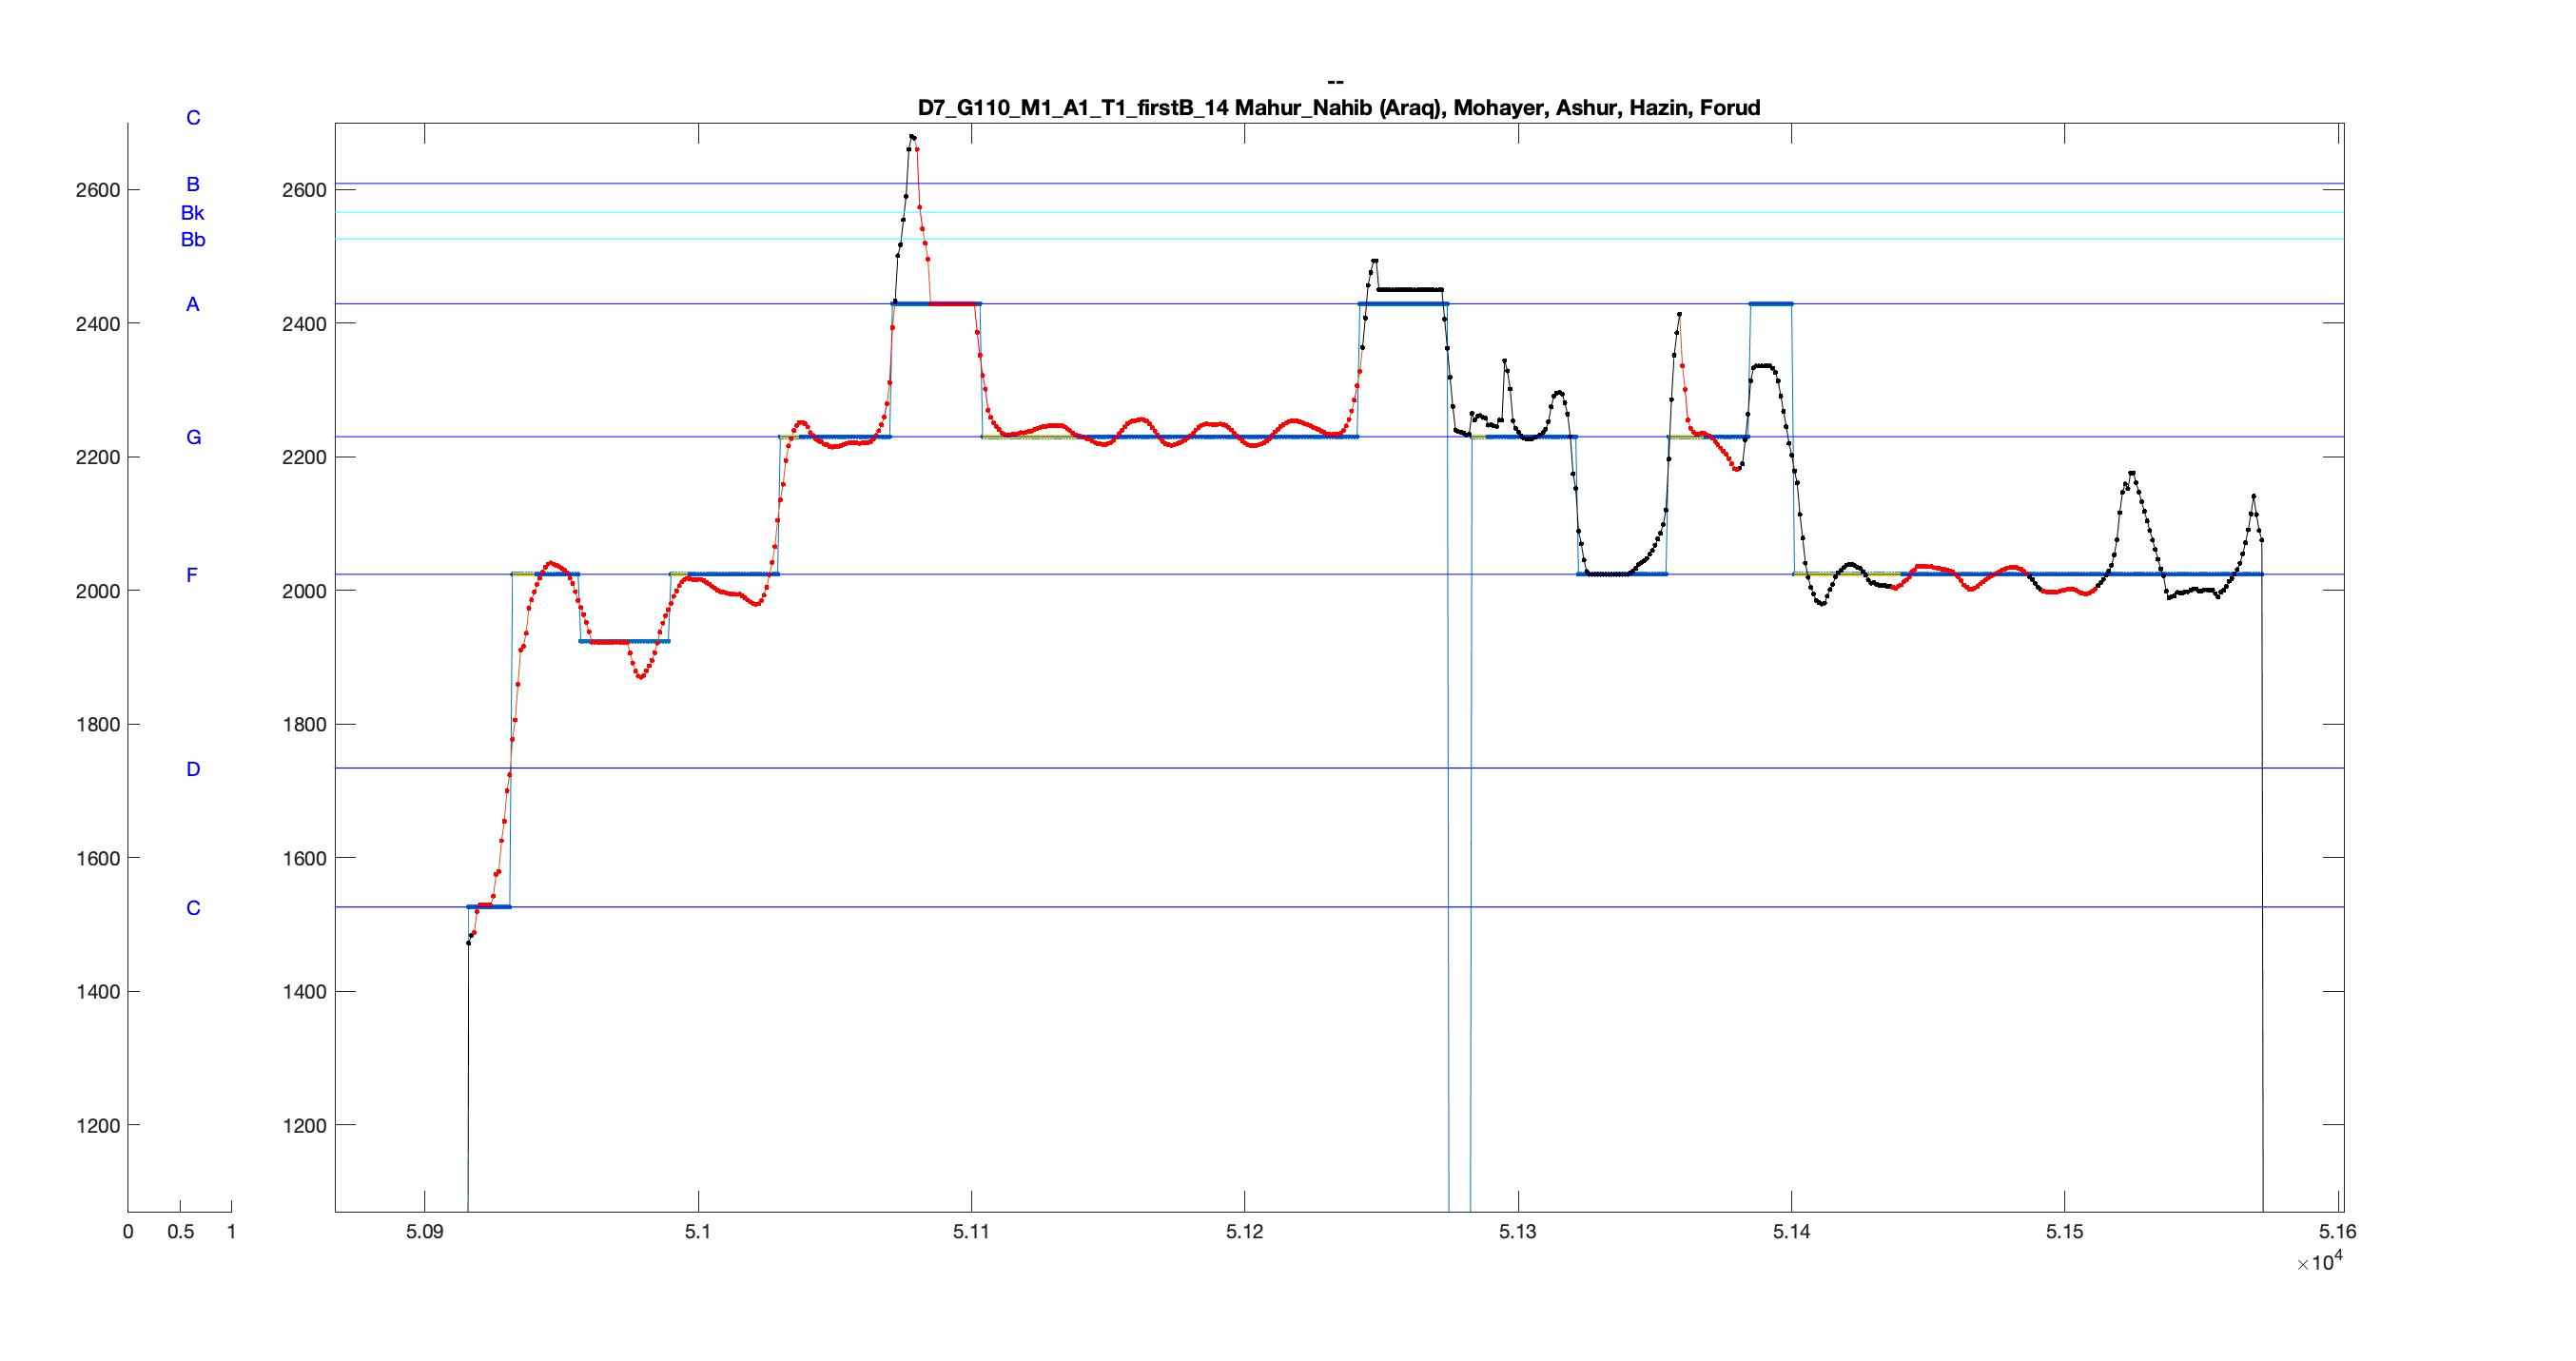 --
D7_G110_M1_A1_T1_firstB_14 Mahur_Nahib (Araq), Mohayer, Ashur, Hazin, Forud
C
2600 B 2600
Bk
Bb
A
2400 2400
G
2200 2200
F
2000 2000
1800 1800
D
1600 1600
C
1400 1400
1200 1200
0 0.5 1 5.09 5.1 5.11 5.12 5.13 5.14 5.15 5.16
×10^4